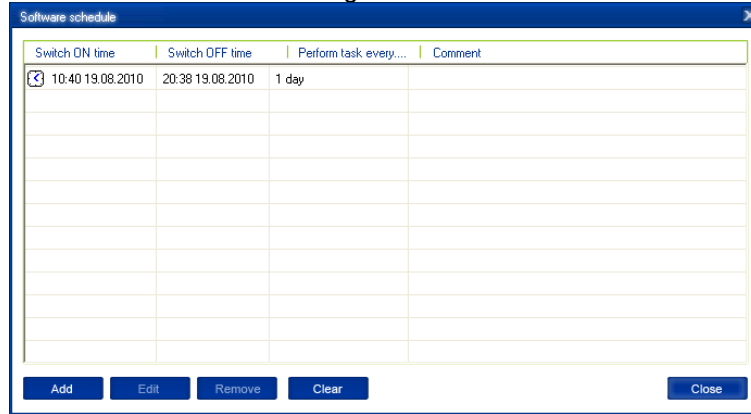 Software schedule
Switch ON time Switch OFF time Perform task every.... Comment
10:40 19.08.2010 20:38 19.08.2010 1 day
Add Edit Remove Clear Close